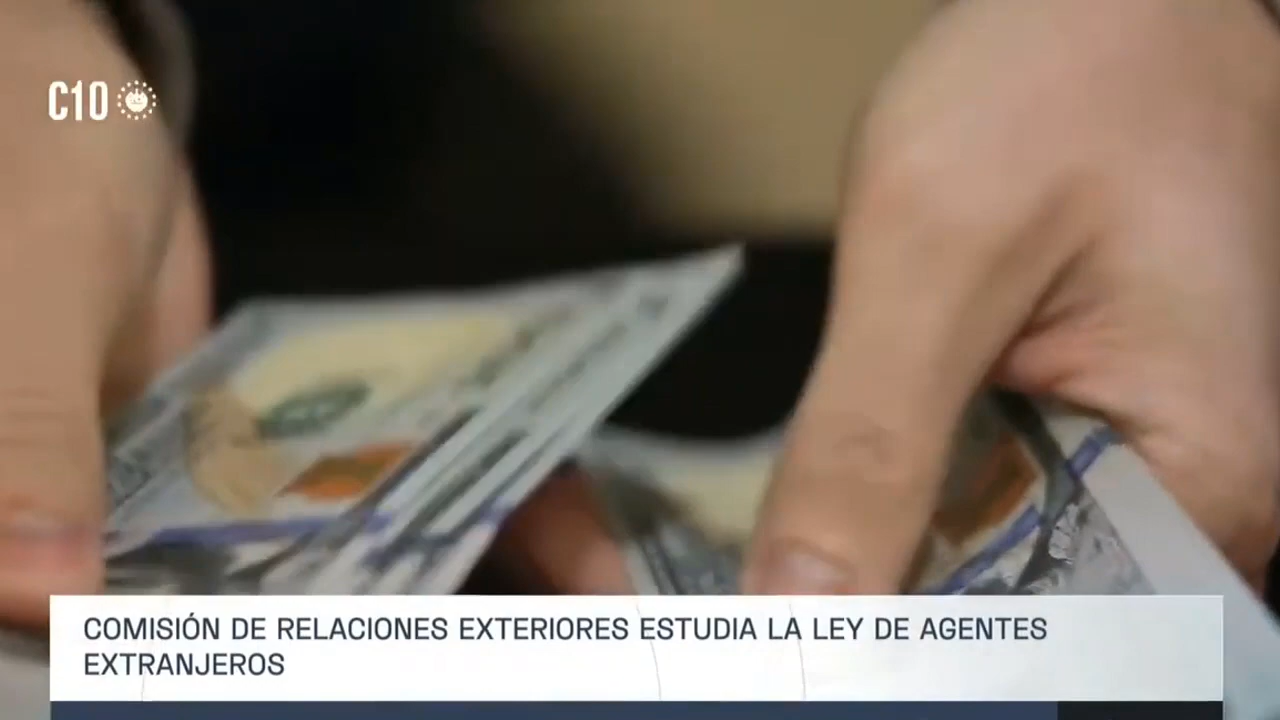 C10
COMISIÓN DE RELACIONES EXTERIORES ESTUDIA LA LEY DE AGENTES
EXTRANJEROS